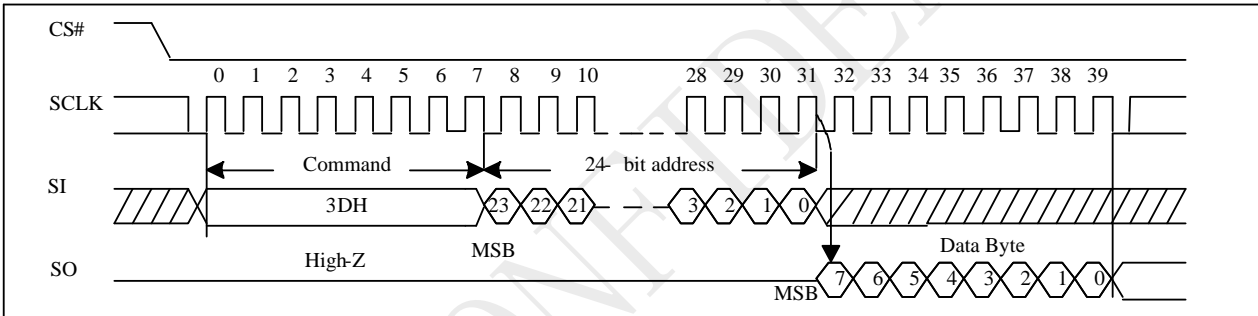 CS#
0 1 2 3 4 5 6 7 8 9 10 28 29 30 31 32 33 34 35 36 37 38 39
SCLK
Command 24- bit address
SI
3DH 23 22 21 3 2 1 0
MSB Data Byte
High-Z
SO
MSB 7 6 5 4 3 2 1 0